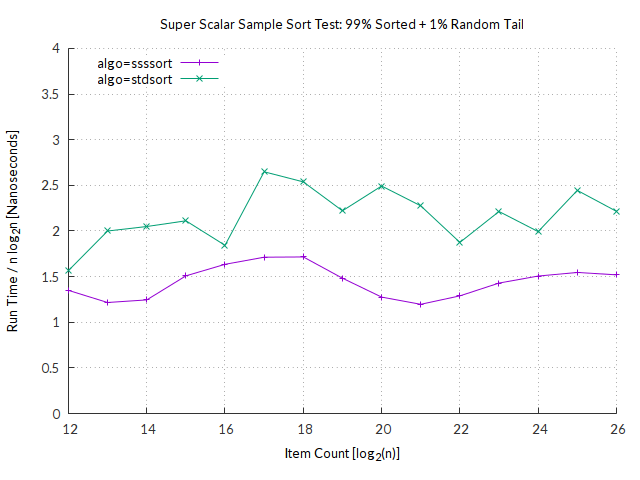 Super Scalar Sample Sort Test: 99% Sorted + 1% Random Tail
algo=ssssort
algo=stdsort
4
3.5
3
2.5
2
1.5
1
0.5
0
Run Time / n log2n [Nanoseconds]
12 14 16 18 20 22 24 26
Item Count [log2(n)]